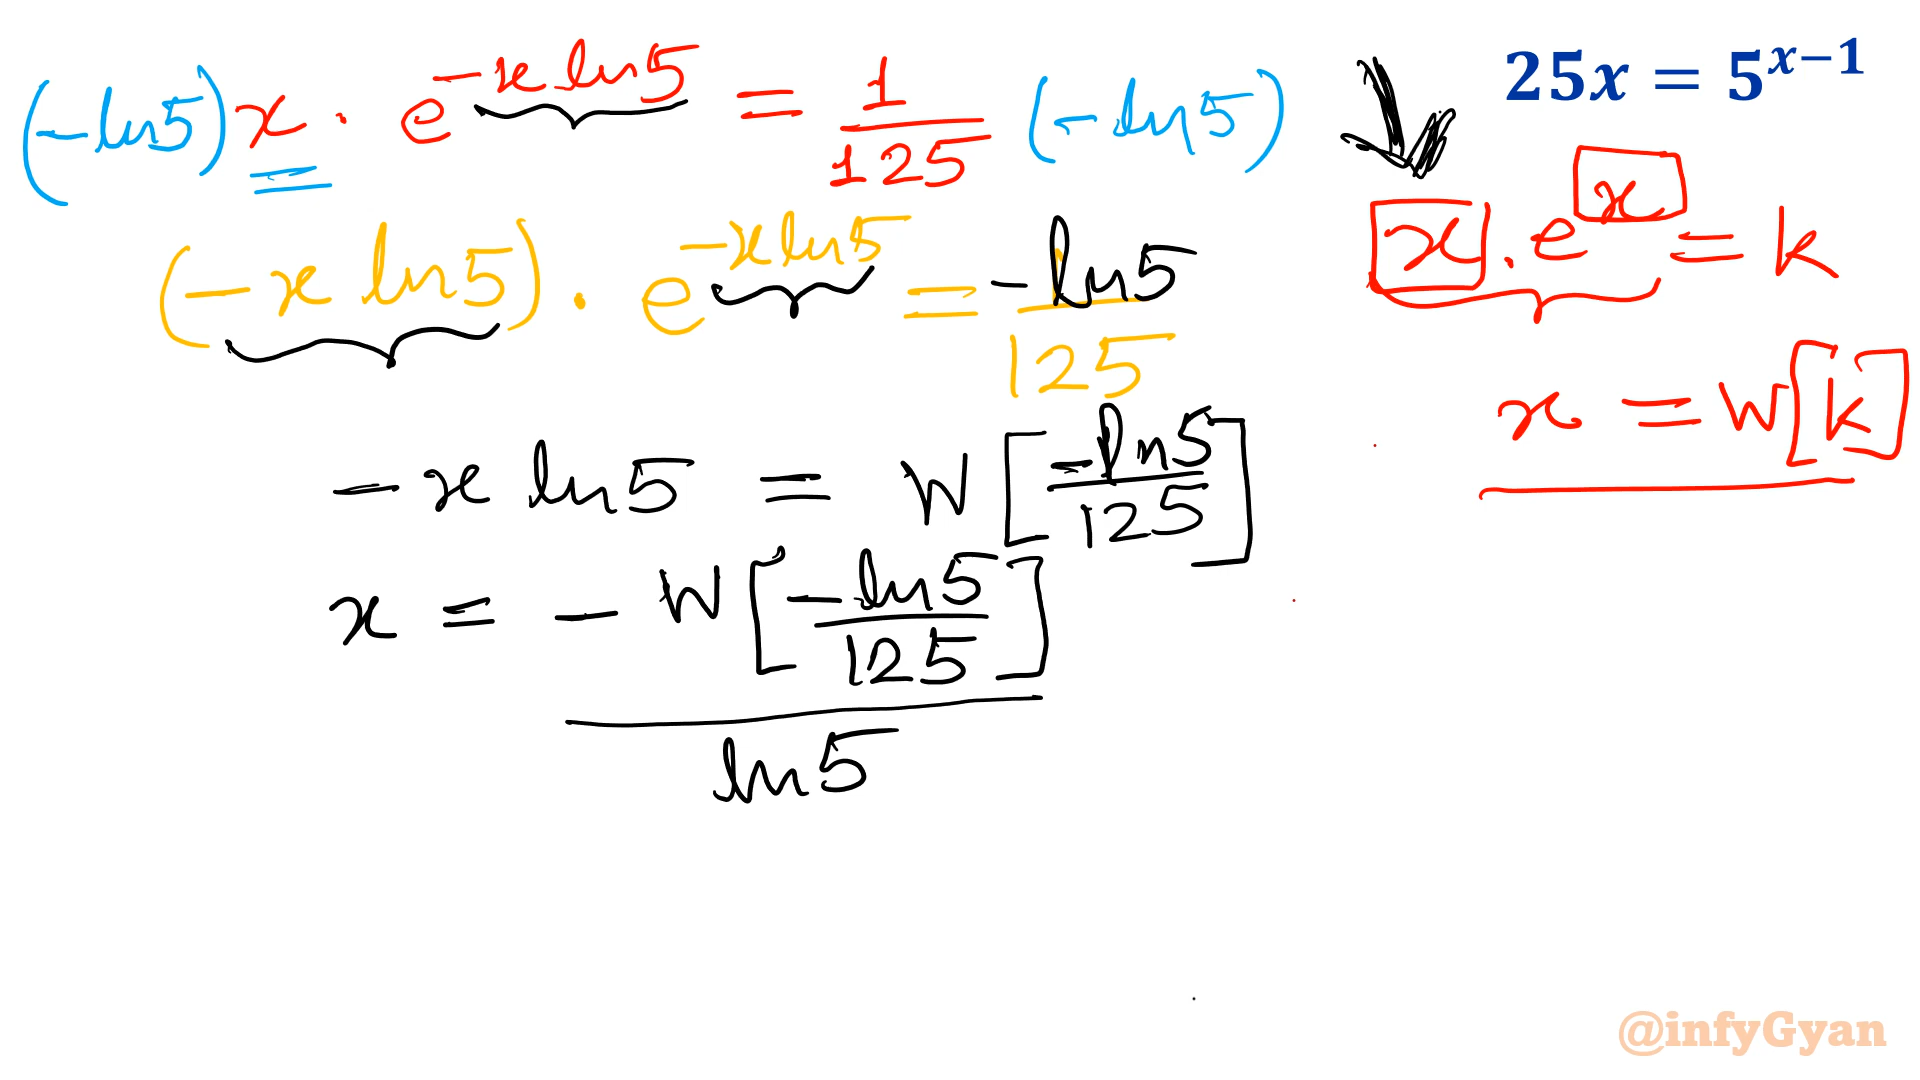 25x = 5^{x-1}
(-ln5) x · e^{-x ln5} = 1/125 (-ln5)
(-x ln5) · e^{-x ln5} = -ln5/125
-x ln5 = W[-ln5/125]
x = -W[-ln5/125] / ln5
x · e^x = k
x = W[k]
@infyGyan